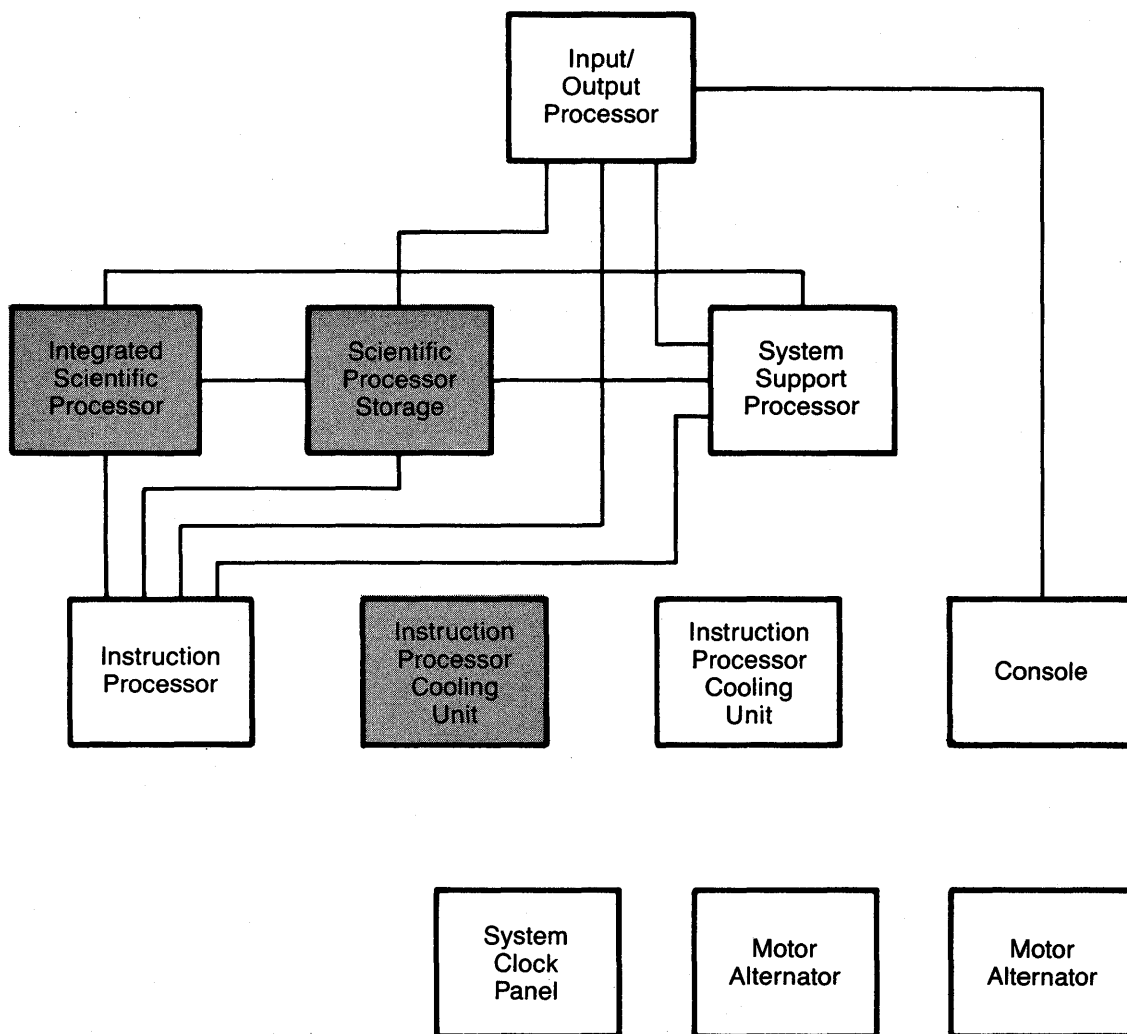 Input/
Output
Processor
Integrated
Scientific
Processor
Scientific
Processor
Storage
System
Support
Processor
Instruction
Processor
Instruction
Processor
Cooling
Unit
Instruction
Processor
Cooling
Unit
Console
System
Clock
Panel
Motor
Alternator
Motor
Alternator